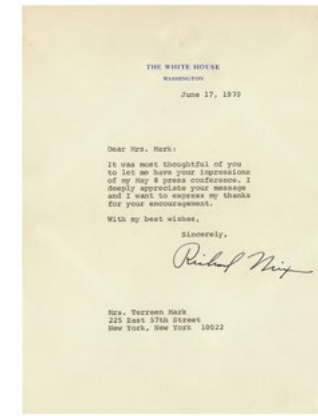 THE WHITE HOUSE
WASHINGTON
June 17, 1970
Dear Mrs. Mark:
It was most thoughtful of you
to let me have your impressions
of my May 8 press conference. I
deeply appreciate your message
and I want to express my thanks
for your encouragement.
With my best wishes,
Sincerely,
Richard Nixon
Mrs. Terreen Mark
225 East 57th Street
New York, New York 10022